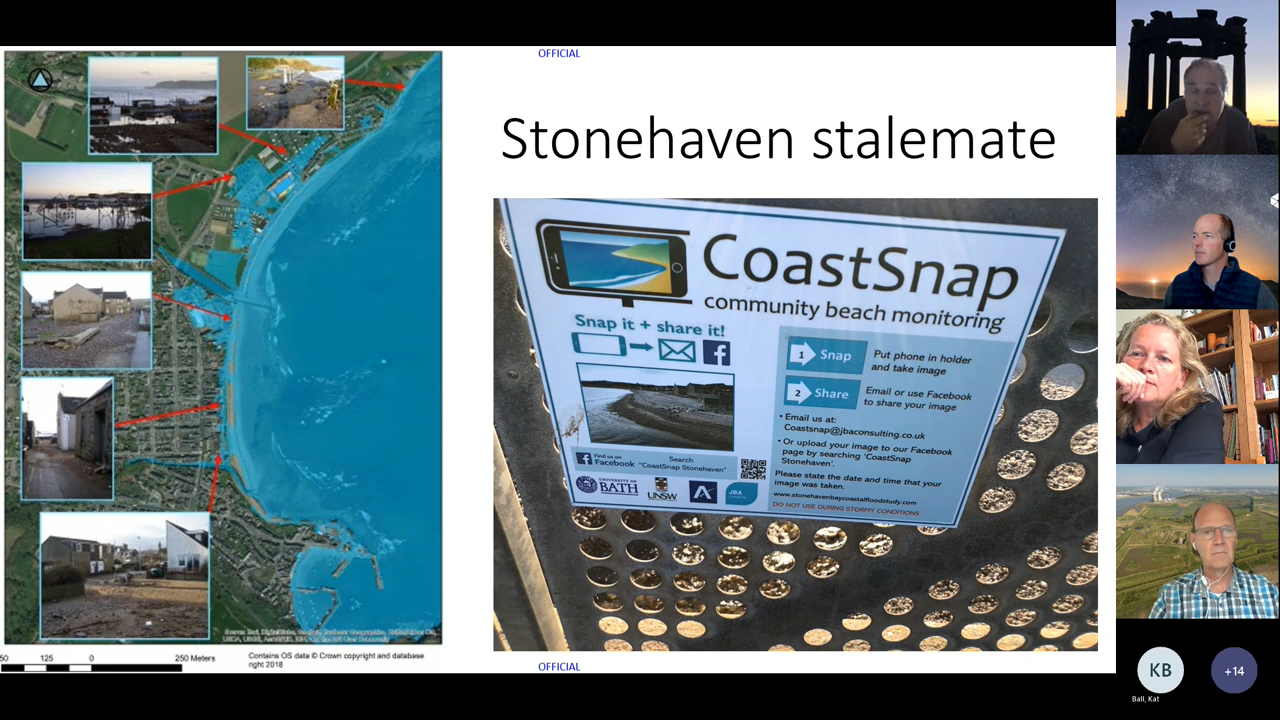 OFFICIAL
Stonehaven stalemate
CoastSnap
community beach monitoring
Snap it + share it!
1 Snap
Put phone in holder
and take image
2 Share
Email or use Facebook
to share your image
• Email us at:
Coastsnap@jbaconsulting.co.uk
• Or upload your image to our Facebook
page by searching 'CoastSnap
Stonehaven'.
Please state the date and time that your
image was taken.
www.stonehavenbaycoastalfloodstudy.com
DO NOT USE DURING STORMY CONDITIONS
Find us on
Facebook
Search
"CoastSnap Stonehaven"
UNIVERSITY OF
BATH
UNSW
JBA
50 125 0 250 Meters
Contains OS data © Crown copyright and database
right 2018
OFFICIAL
KB
Ball, Kat
+14